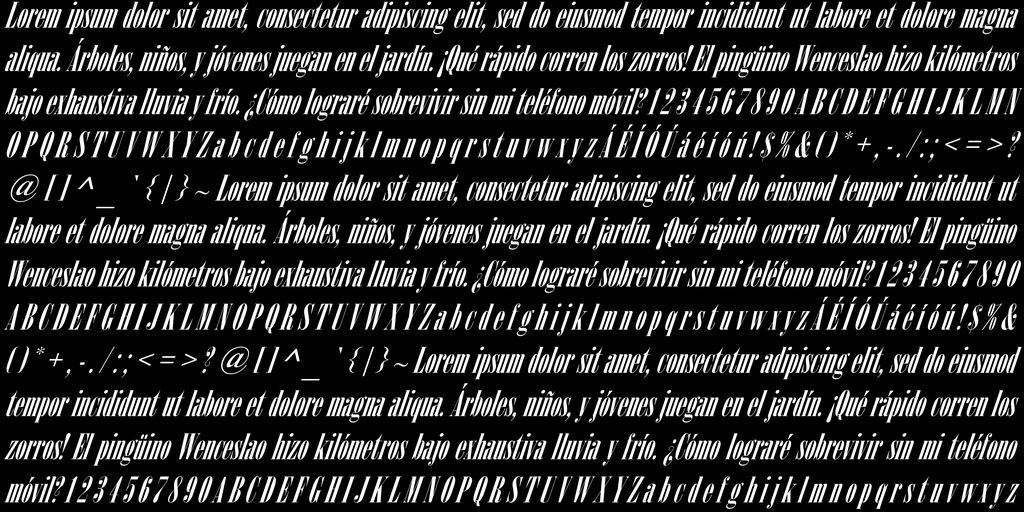 Lorem ipsum dolor sit amet, consectetur adipiscing elit, sed do eiusmod tempor incididunt ut labore et dolore magna
aliqua. Árboles, niños, y jóvenes juegan en el jardín. ¡Qué rápido corren los zorros! El pingüino Wenceslao hizo kilómetros
bajo exhaustiva lluvia y frío. ¿Cómo lograré sobrevivir sin mi teléfono móvil? 1 2 3 4 5 6 7 8 9 0 A B C D E F G H I J K L M N
O P Q R S T U V W X Y Z a b c d e f g h i j k l m n o p q r s t u v w x y z Á É Í Ó Ú á é í ó ú ! $ % & ( ) * + , - . / : ; < = > ?
@ [ ] ^ _ ` { | } ~ Lorem ipsum dolor sit amet, consectetur adipiscing elit, sed do eiusmod tempor incididunt ut
labore et dolore magna aliqua. Árboles, niños, y jóvenes juegan en el jardín. ¡Qué rápido corren los zorros! El pingüino
Wenceslao hizo kilómetros bajo exhaustiva lluvia y frío. ¿Cómo lograré sobrevivir sin mi teléfono móvil? 1 2 3 4 5 6 7 8 9 0
A B C D E F G H I J K L M N O P Q R S T U V W X Y Z a b c d e f g h i j k l m n o p q r s t u v w x y z Á É Í Ó Ú á é í ó ú ! $ % &
( ) * + , - . / : ; < = > ? @ [ ] ^ _ ` { | } ~ Lorem ipsum dolor sit amet, consectetur adipiscing elit, sed do eiusmod
tempor incididunt ut labore et dolore magna aliqua. Árboles, niños, y jóvenes juegan en el jardín. ¡Qué rápido corren los
zorros! El pingüino Wenceslao hizo kilómetros bajo exhaustiva lluvia y frío. ¿Cómo lograré sobrevivir sin mi teléfono
móvil? 1 2 3 4 5 6 7 8 9 0 A B C D E F G H I J K L M N O P Q R S T U V W X Y Z a b c d e f g h i j k l m n o p q r s t u v w x y z